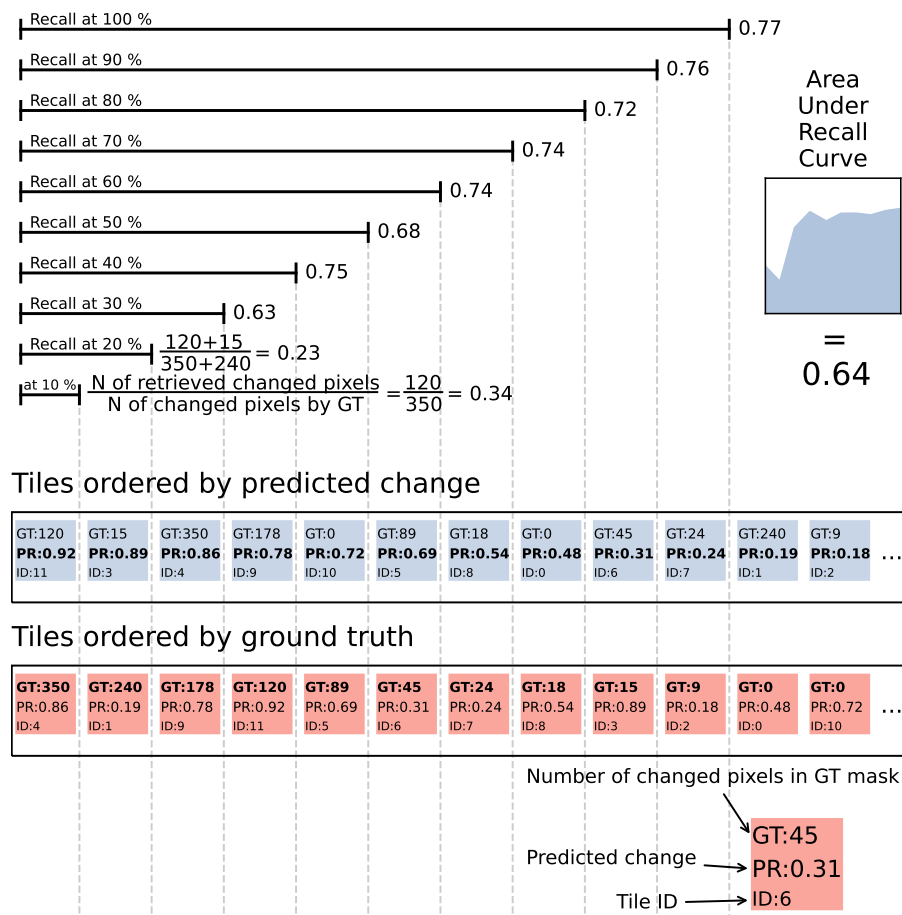 Recall at 100 %
0.77
Recall at 90 %
0.76
Recall at 80 %
0.72
Recall at 70 %
0.74
Recall at 60 %
0.74
Recall at 50 %
0.68
Recall at 40 %
0.75
Recall at 30 %
0.63
Recall at 20 %
120+15
350+240
= 0.23
at 10 %
N of retrieved changed pixels
N of changed pixels by GT
=
120
350
= 0.34
Area
Under
Recall
Curve
=
0.64
Tiles ordered by predicted change
GT:120
PR:0.92
ID:11
GT:15
PR:0.89
ID:3
GT:350
PR:0.86
ID:4
GT:178
PR:0.78
ID:9
GT:0
PR:0.72
ID:10
GT:89
PR:0.69
ID:5
GT:18
PR:0.54
ID:8
GT:0
PR:0.48
ID:0
GT:45
PR:0.31
ID:6
GT:24
PR:0.24
ID:7
GT:240
PR:0.19
ID:1
GT:9
PR:0.18
ID:2
...
Tiles ordered by ground truth
GT:350
PR:0.86
ID:4
GT:240
PR:0.19
ID:1
GT:178
PR:0.78
ID:9
GT:120
PR:0.92
ID:11
GT:89
PR:0.69
ID:5
GT:45
PR:0.31
ID:6
GT:24
PR:0.24
ID:7
GT:18
PR:0.54
ID:8
GT:15
PR:0.89
ID:3
GT:9
PR:0.18
ID:2
GT:0
PR:0.48
ID:0
GT:0
PR:0.72
ID:10
...
Number of changed pixels in GT mask
GT:45
Predicted change
PR:0.31
Tile ID
ID:6